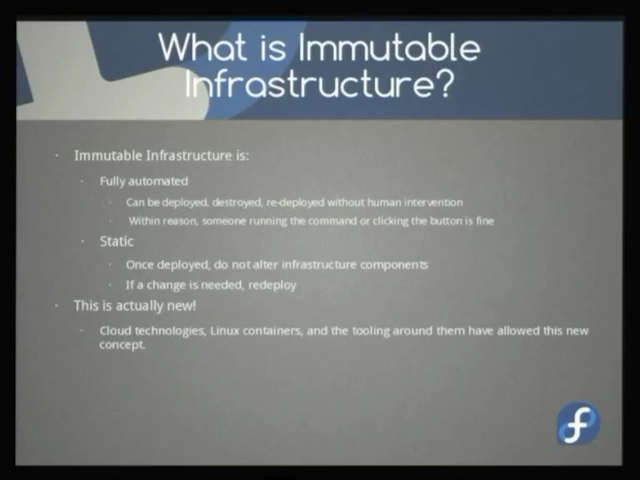 What is Immutable
Infrastructure?
· Immutable Infrastructure is:
· Fully automated
· Can be deployed, destroyed, re-deployed without human intervention
· Within reason, someone running the command or clicking the button is fine
· Static
· Once deployed, do not alter infrastructure components
· If a change is needed, redeploy
· This is actually new!
· Cloud technologies, Linux containers, and the tooling around them have allowed this new
concept.